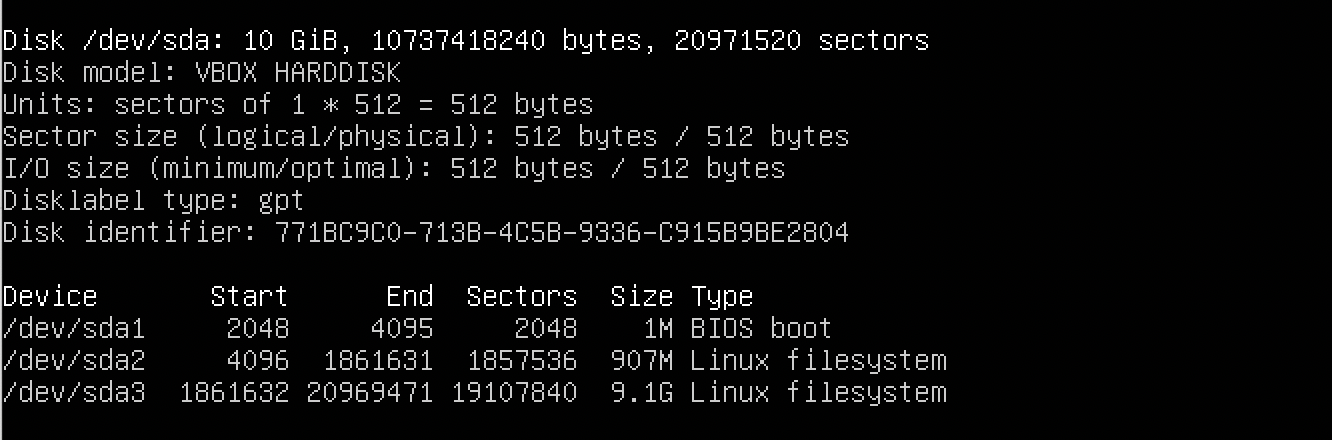 Disk /dev/sda: 10 GiB, 10737418240 bytes, 20971520 sectors
Disk model: VBOX HARDDISK
Units: sectors of 1 * 512 = 512 bytes
Sector size (logical/physical): 512 bytes / 512 bytes
I/O size (minimum/optimal): 512 bytes / 512 bytes
Disklabel type: gpt
Disk identifier: 771BC9C0-713B-4C5B-9336-C915B9BE2804
Device       Start      End  Sectors  Size Type
/dev/sda1     2048     4095     2048    1M BIOS boot
/dev/sda2     4096  1861631  1857536  907M Linux filesystem
/dev/sda3  1861632 20969471 19107840  9.1G Linux filesystem